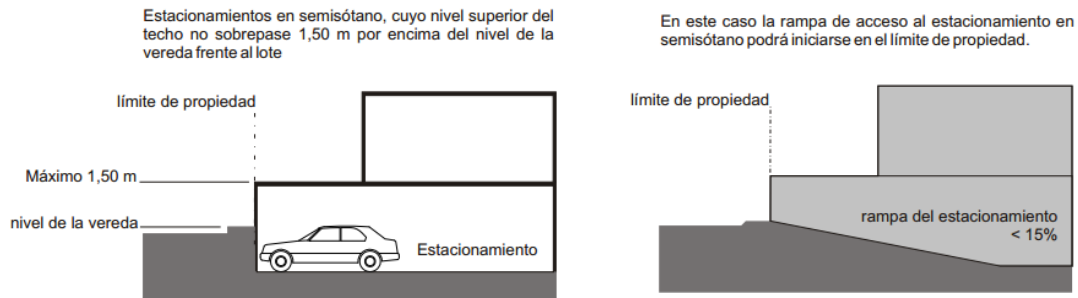 Estacionamientos en semisótano, cuyo nivel superior del
techo no sobrepase 1,50 m por encima del nivel de la
vereda frente al lote
límite de propiedad
Máximo 1,50 m
nivel de la vereda
Estacionamiento
En este caso la rampa de acceso al estacionamiento en
semisótano podrá iniciarse en el límite de propiedad.
límite de propiedad
rampa del estacionamiento
< 15%